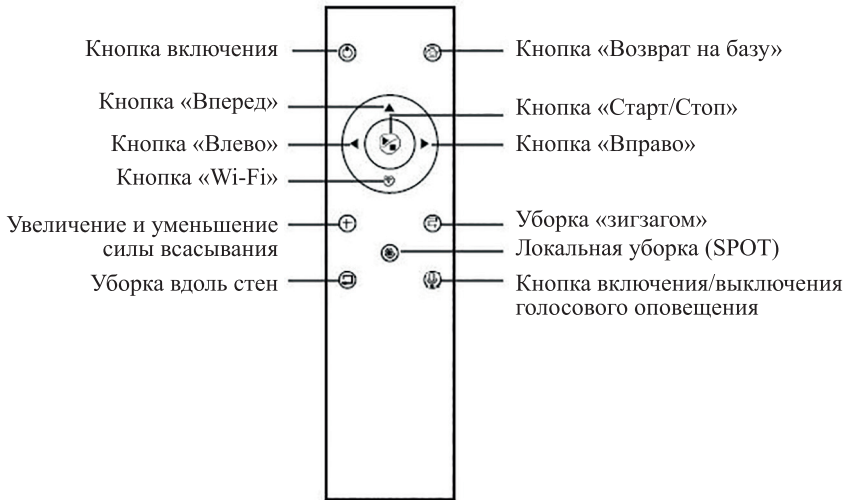 Кнопка включения
Кнопка «Возврат на базу»
Кнопка «Вперед»
Кнопка «Старт/Стоп»
Кнопка «Влево»
Кнопка «Вправо»
Кнопка «Wi-Fi»
Увеличение и уменьшение
силы всасывания
Уборка «зигзагом»
Локальная уборка (SPOT)
Уборка вдоль стен
Кнопка включения/выключения
голосового оповещения